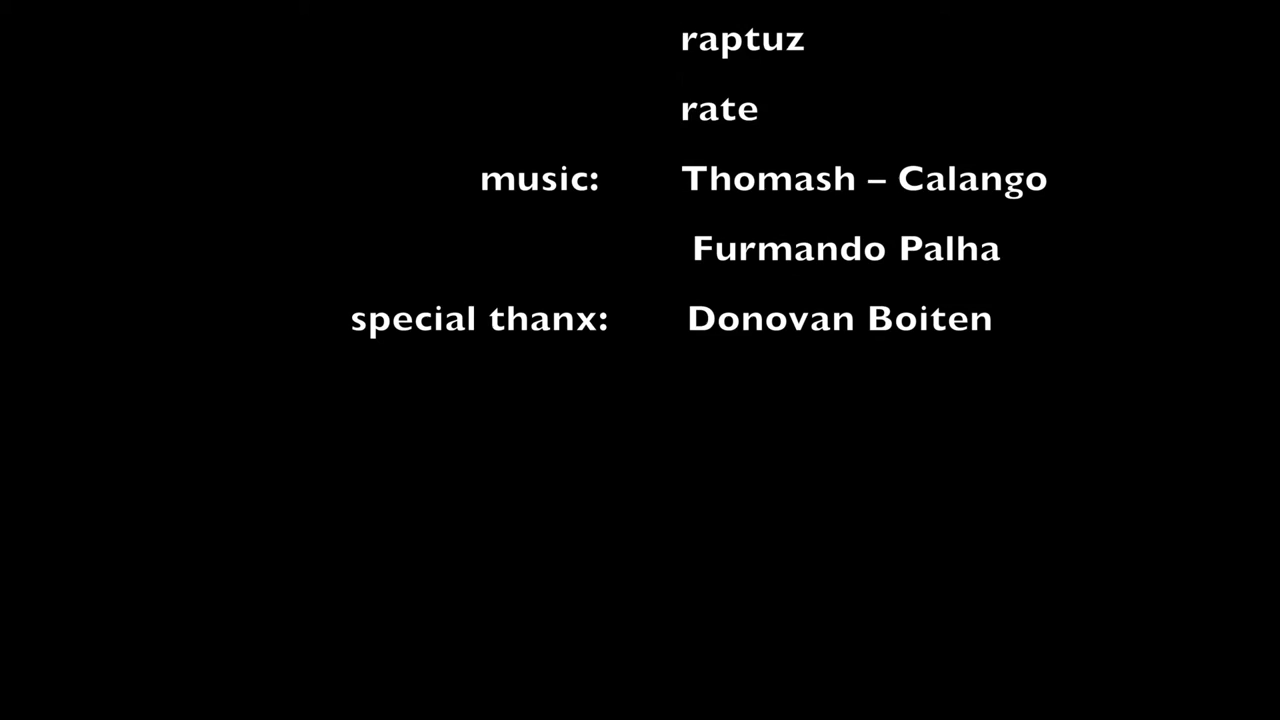 raptuz
rate
music: Thomash – Calango
Furmando Palha
special thanx: Donovan Boiten